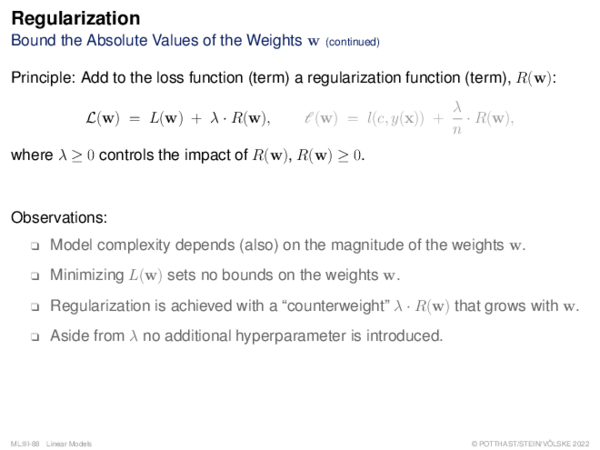 Regularization
Bound the Absolute Values of the Weights w (continued)
Principle: Add to the loss function (term) a regularization function (term), R(w):
ℒ(w) = L(w) + λ · R(w),   ℓ(w) = l(c, y(x)) + λ/n · R(w),
where λ ≥ 0 controls the impact of R(w), R(w) ≥ 0.
Observations:
❑ Model complexity depends (also) on the magnitude of the weights w.
❑ Minimizing L(w) sets no bounds on the weights w.
❑ Regularization is achieved with a “counterweight” λ · R(w) that grows with w.
❑ Aside from λ no additional hyperparameter is introduced.
ML:III-88 Linear Models © POTTHAST/STEIN/VÖLSKE 2022